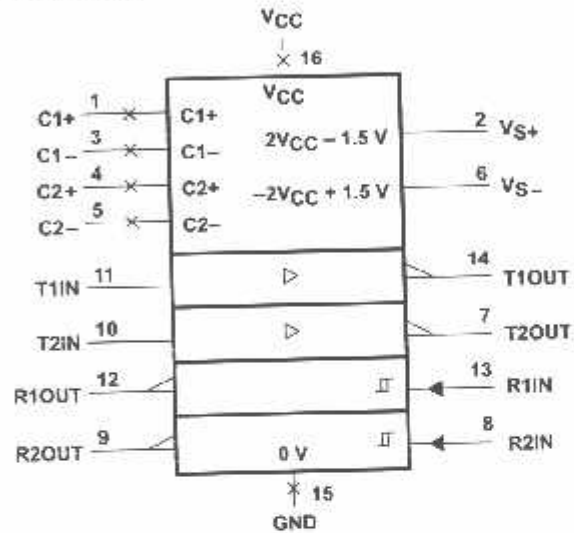 VCC
16
VCC
C1+ 1 C1+
C1− 3 C1−
C2+ 4 C2+
C2− 5 C2−
2VCC − 1.5 V 2 VS+
−2VCC + 1.5 V 6 VS−
T1IN 11 14 T1OUT
T2IN 10 7 T2OUT
R1OUT 12 13 R1IN
R2OUT 9 8 R2IN
0 V
15
GND